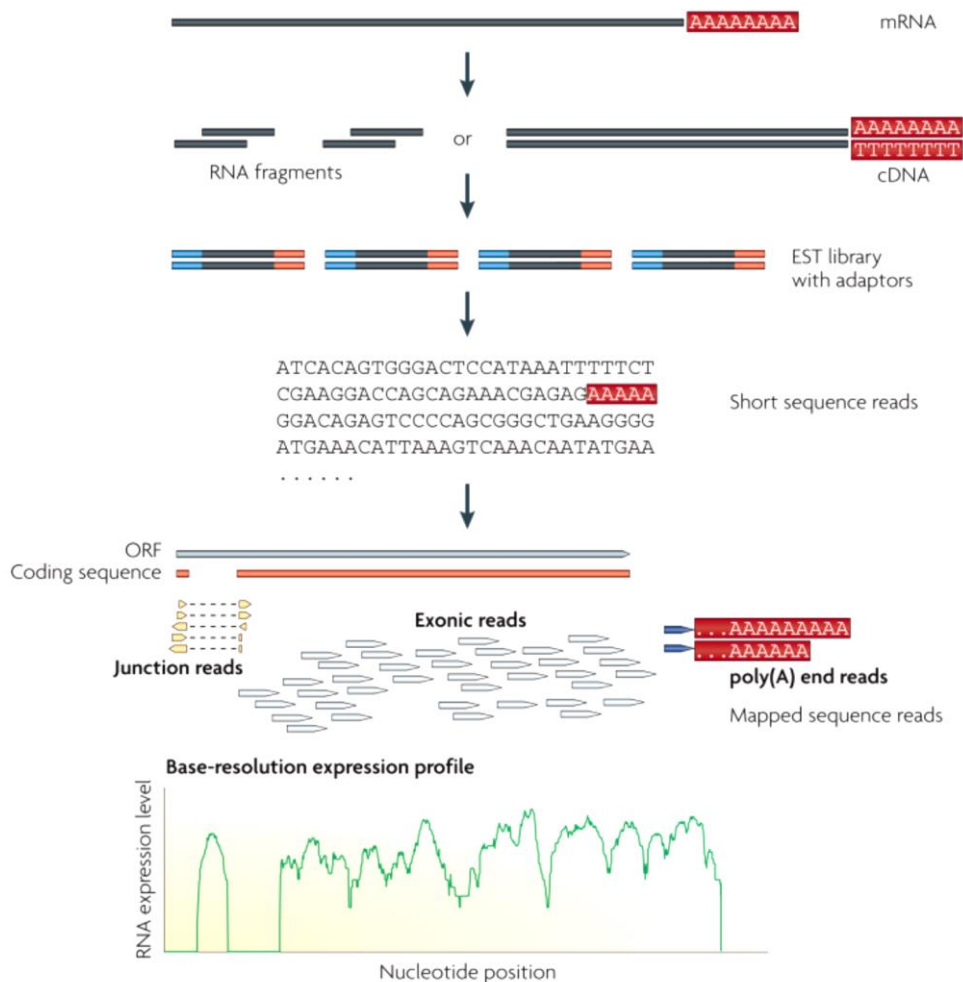 AAAAAAAA
mRNA
or
AAAAAAAA
TTTTTTTT
RNA fragments
cDNA
EST library
with adaptors
ATCACAGTGGGACTCCATAAATTTTTCT
CGAAGGACCAGCAGAAACGAGAGAAAAA
GGACAGAGTCCCCAGCGGGCTGAAGGGG
ATGAAACATTAAAGTCAAACAATATGAA
......
Short sequence reads
ORF
Coding sequence
Junction reads
Exonic reads
...AAAAAAAAA
...AAAAAA
poly(A) end reads
Mapped sequence reads
Base-resolution expression profile
RNA expression level
Nucleotide position